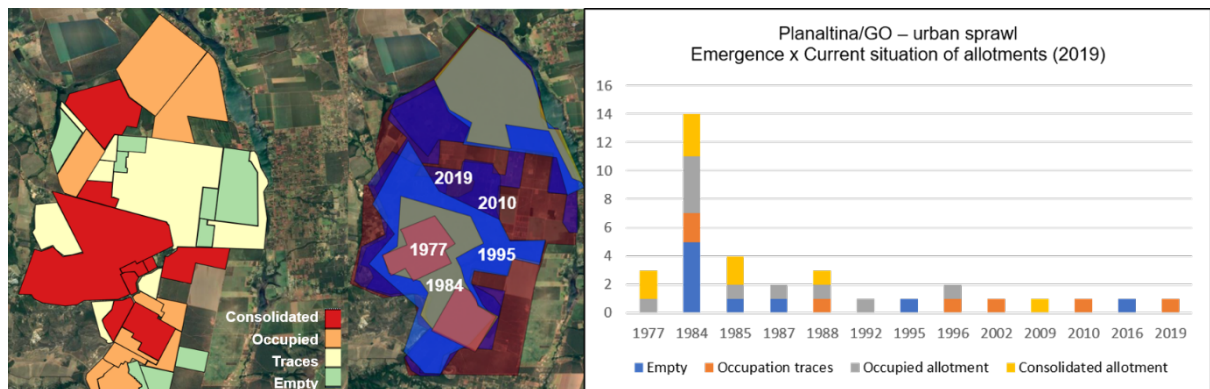 Consolidated
Occupied
Traces
Empty
2019
2010
1977
1995
1984
Planaltina/GO – urban sprawl
Emergence x Current situation of allotments (2019)
16
14
12
10
8
6
4
2
0
1977 1984 1985 1987 1988 1992 1995 1996 2002 2009 2010 2016 2019
Empty Occupation traces Occupied allotment Consolidated allotment